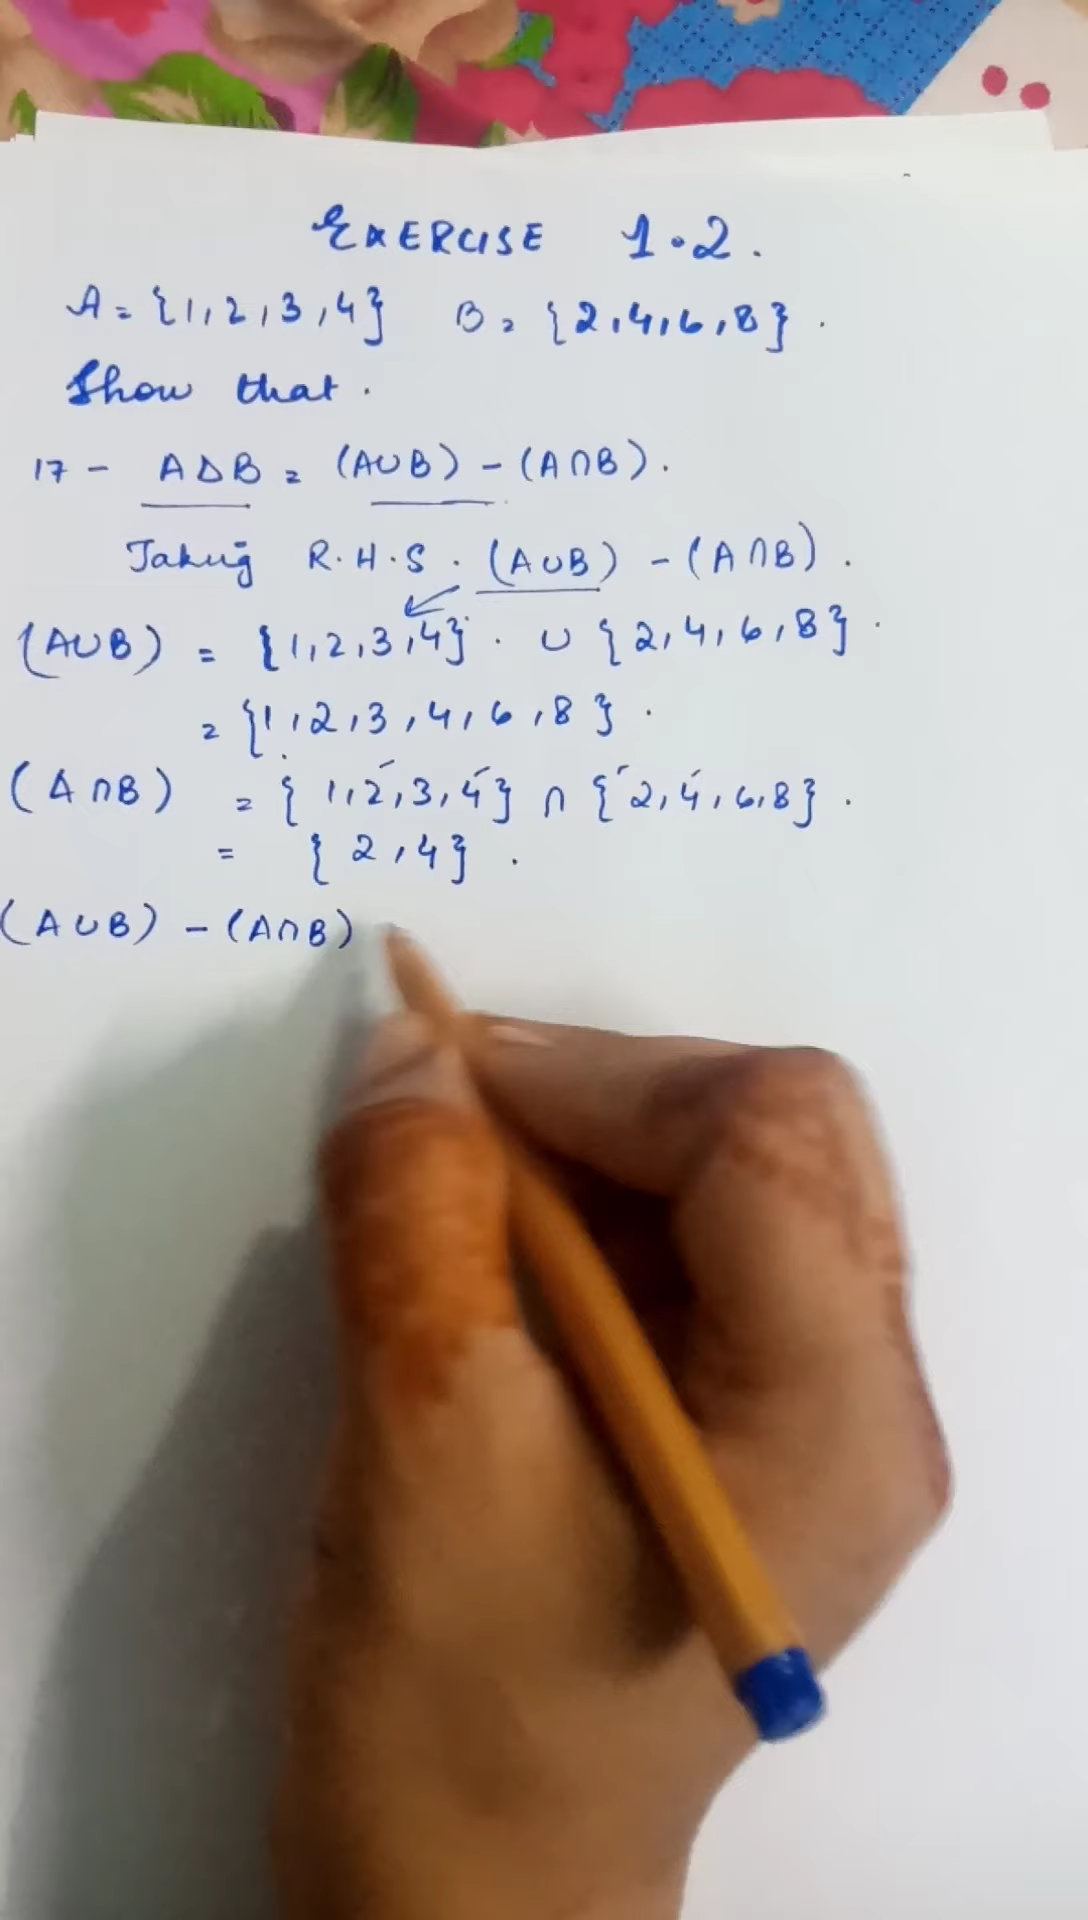 EXERCISE 1.2.
A = {1,2,3,4} B = {2,4,6,8}.
Show that.
17 - A Δ B = (A∪B) - (A∩B).
Taking R.H.S. (A∪B) - (A∩B).
(A∪B) = {1,2,3,4}. ∪ {2,4,6,8}.
= {1,2,3,4,6,8}.
(A∩B) = {1,2,3,4} ∩ {2,4,6,8}.
= {2,4}.
(A∪B) - (A∩B)